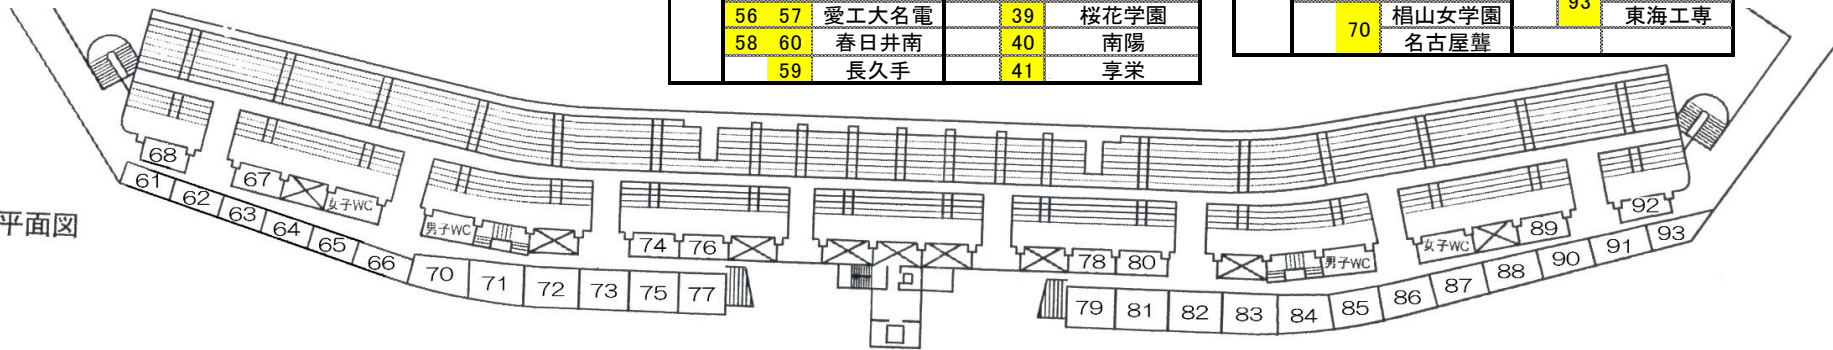 56 57 愛工大名電 39 桜花学園
58 60 春日井南 40 南陽
59 長久手 41 享栄
70 椙山女学園 93 東海工専
名古屋聾
平面図
68
61 62 63 64 65 66
67 女子WC
男子WC
74 76
78 80
男子WC
女子WC 89
92
70 71 72 73 75 77
79 81 82 83 84 85 86 87 88 90 91 93